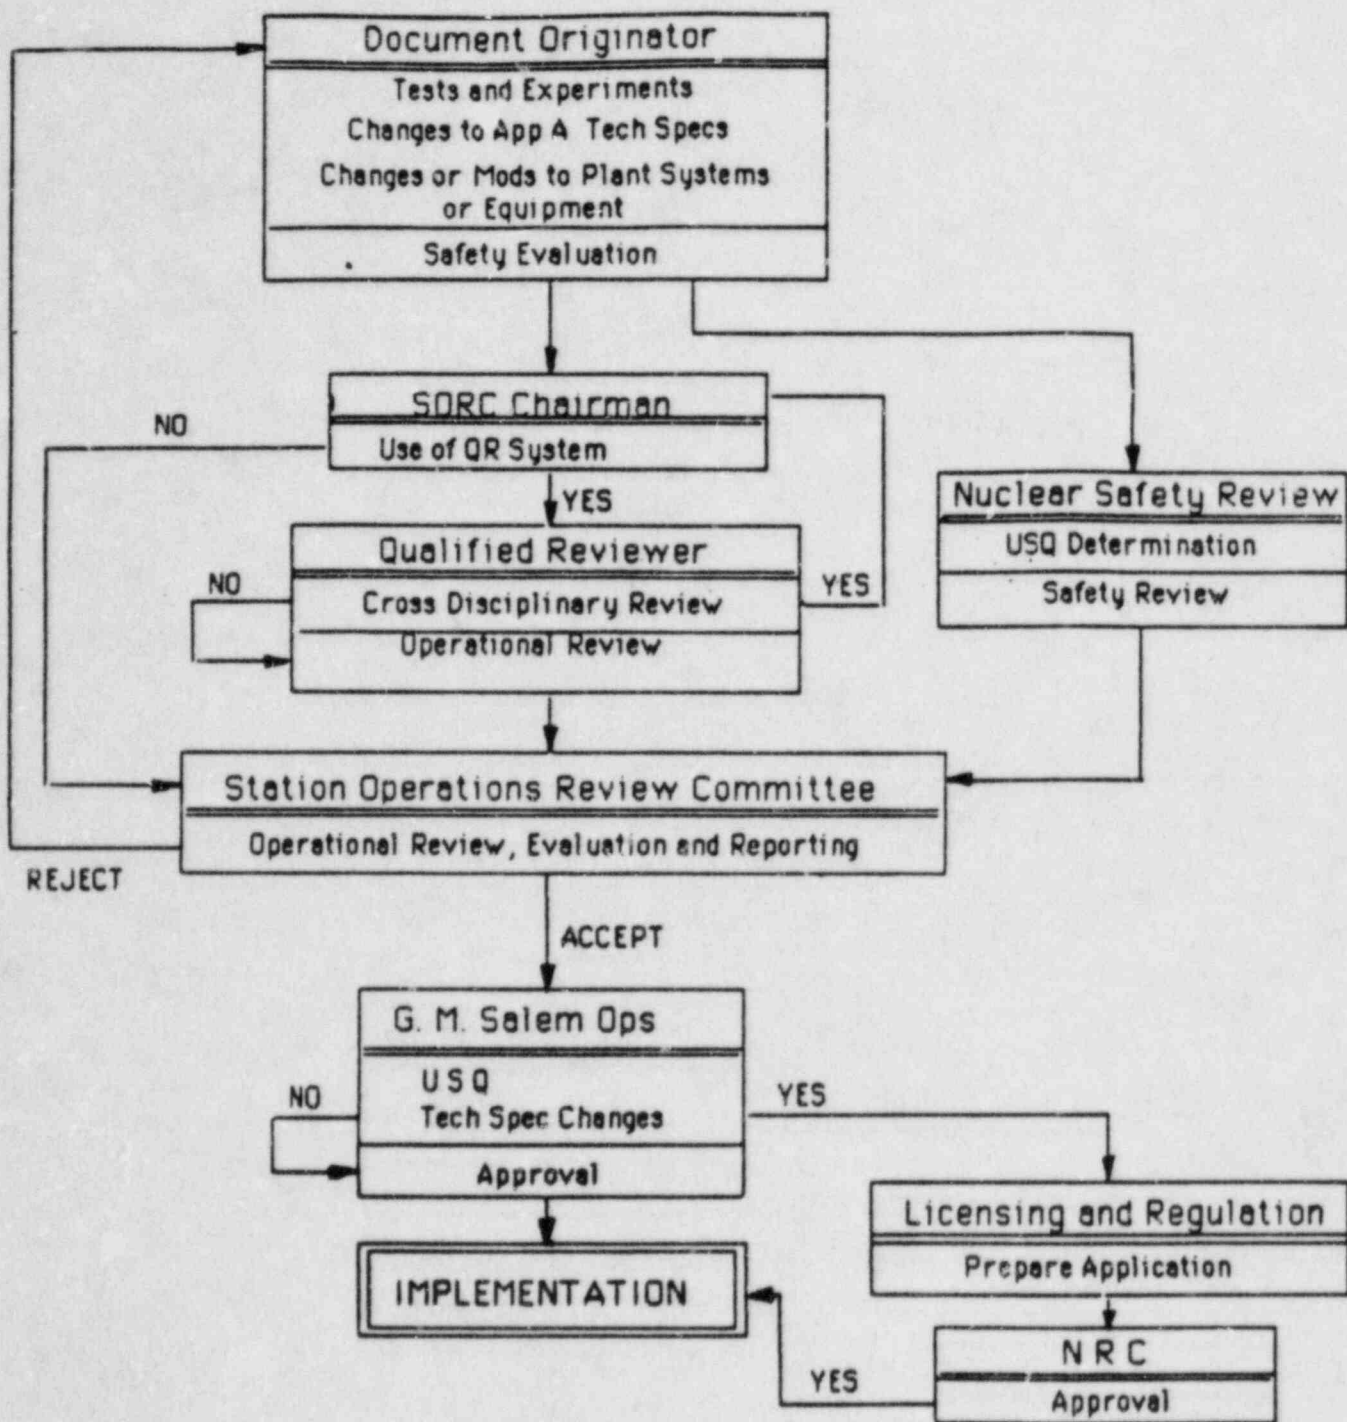 Document Originator
Tests and Experiments
Changes to App A Tech Specs
Changes or Mods to Plant Systems
or Equipment
Safety Evaluation
SORC Chairman
Use of QR System
NO
YES
Nuclear Safety Review
USQ Determination
Safety Review
Qualified Reviewer
Cross Disciplinary Review
Operational Review
NO
YES
Station Operations Review Committee
Operational Review, Evaluation and Reporting
REJECT
ACCEPT
G. M. Salem Ops
U S Q
Tech Spec Changes
Approval
NO
YES
Licensing and Regulation
Prepare Application
IMPLEMENTATION
N R C
Approval
YES